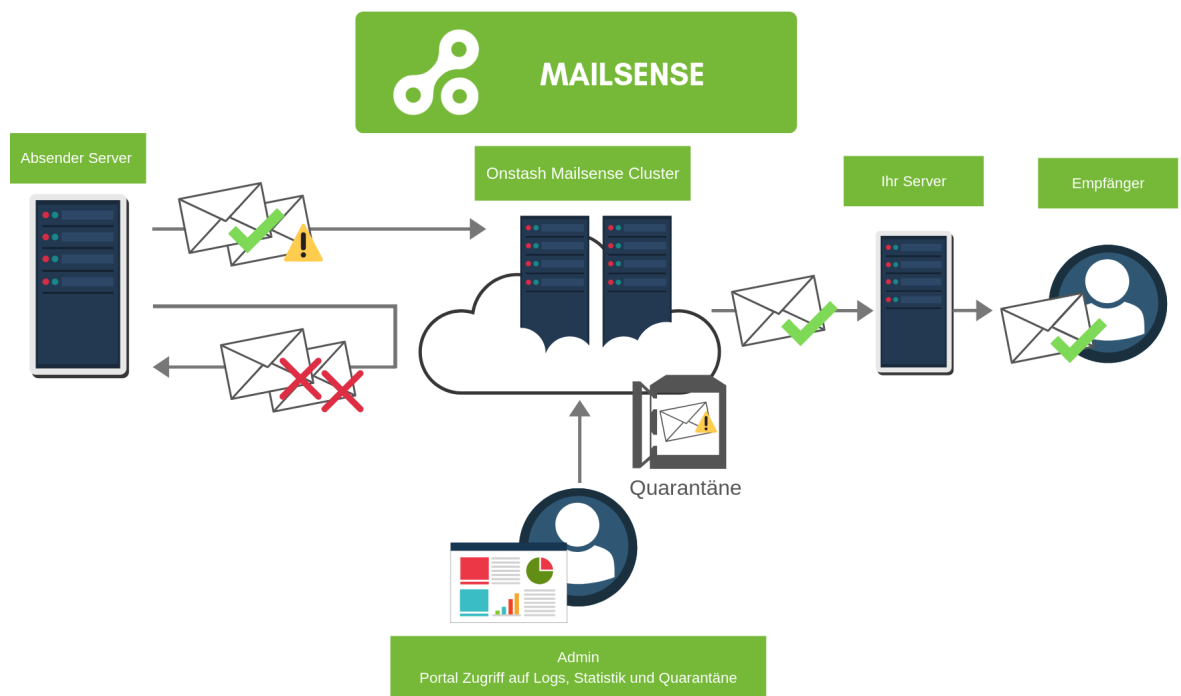 MAILSENSE
Absender Server
Onstash Mailsense Cluster
Ihr Server
Empfänger
Quarantäne
Admin
Portal Zugriff auf Logs, Statistik und Quarantäne